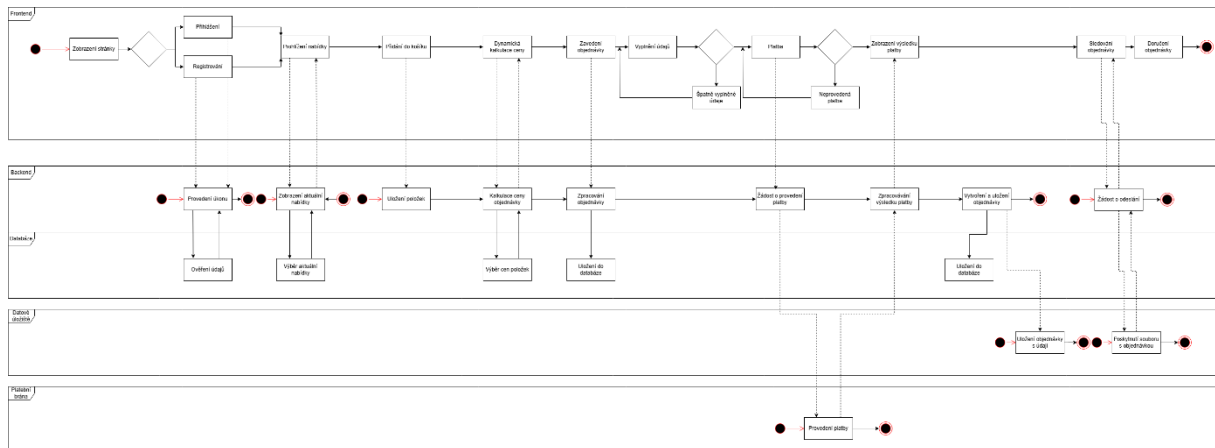 Frontend
Zobrazení stránky
Přihlášení
Registrování
Prohlížení nabídky
Přidání do košíku
Dynamická
kalkulace ceny
Zavedení
objednávky
Vyplnění údajů
Špatně vyplněné
údaje
Platba
Neprovedená
platba
Zobrazení výsledku
platby
Sledování
objednávky
Doručení
objednávky
Backend
Provedení úkonu
Zobrazení aktuální
nabídky
Uložení položek
Kalkulace ceny
objednávky
Zpracování
objednávky
Žádost o provedení
platby
Zpracovávání
výsledku platby
Vytvoření a uložení
objednávky
Žádost o odeslání
Databáze
Ověření údajů
Výběr aktuální
nabídky
Výběr cen položek
Uložení do
databáze
Uložení do
databáze
Datové
úložiště
Uložení objednávky
s údaji
Poskytnutí souboru
s objednávkou
Platební
brána
Provedení platby